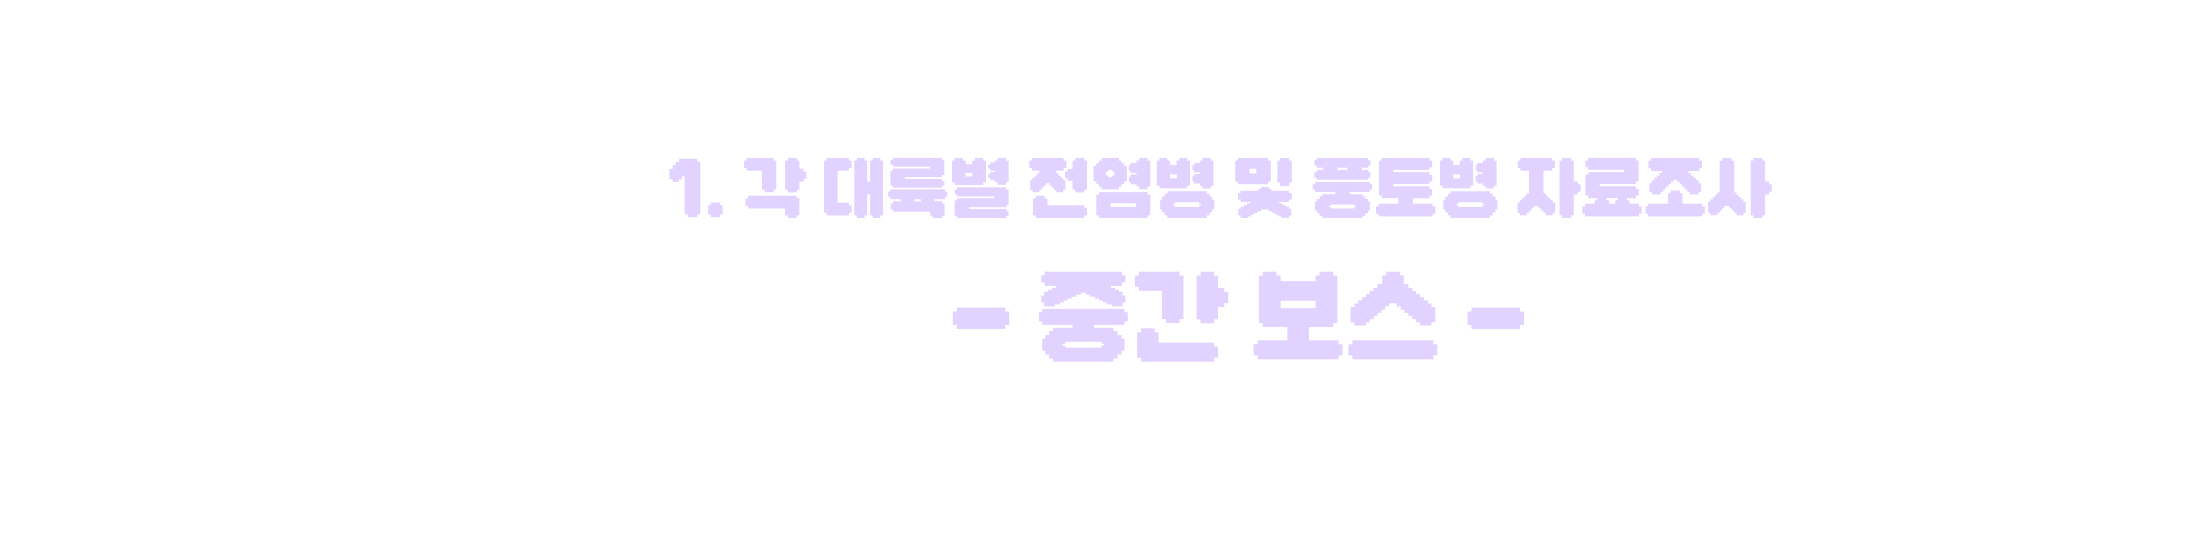 1. 각 대륙별 전염병 및 풍토병 자료조사
- 중간 보스 -